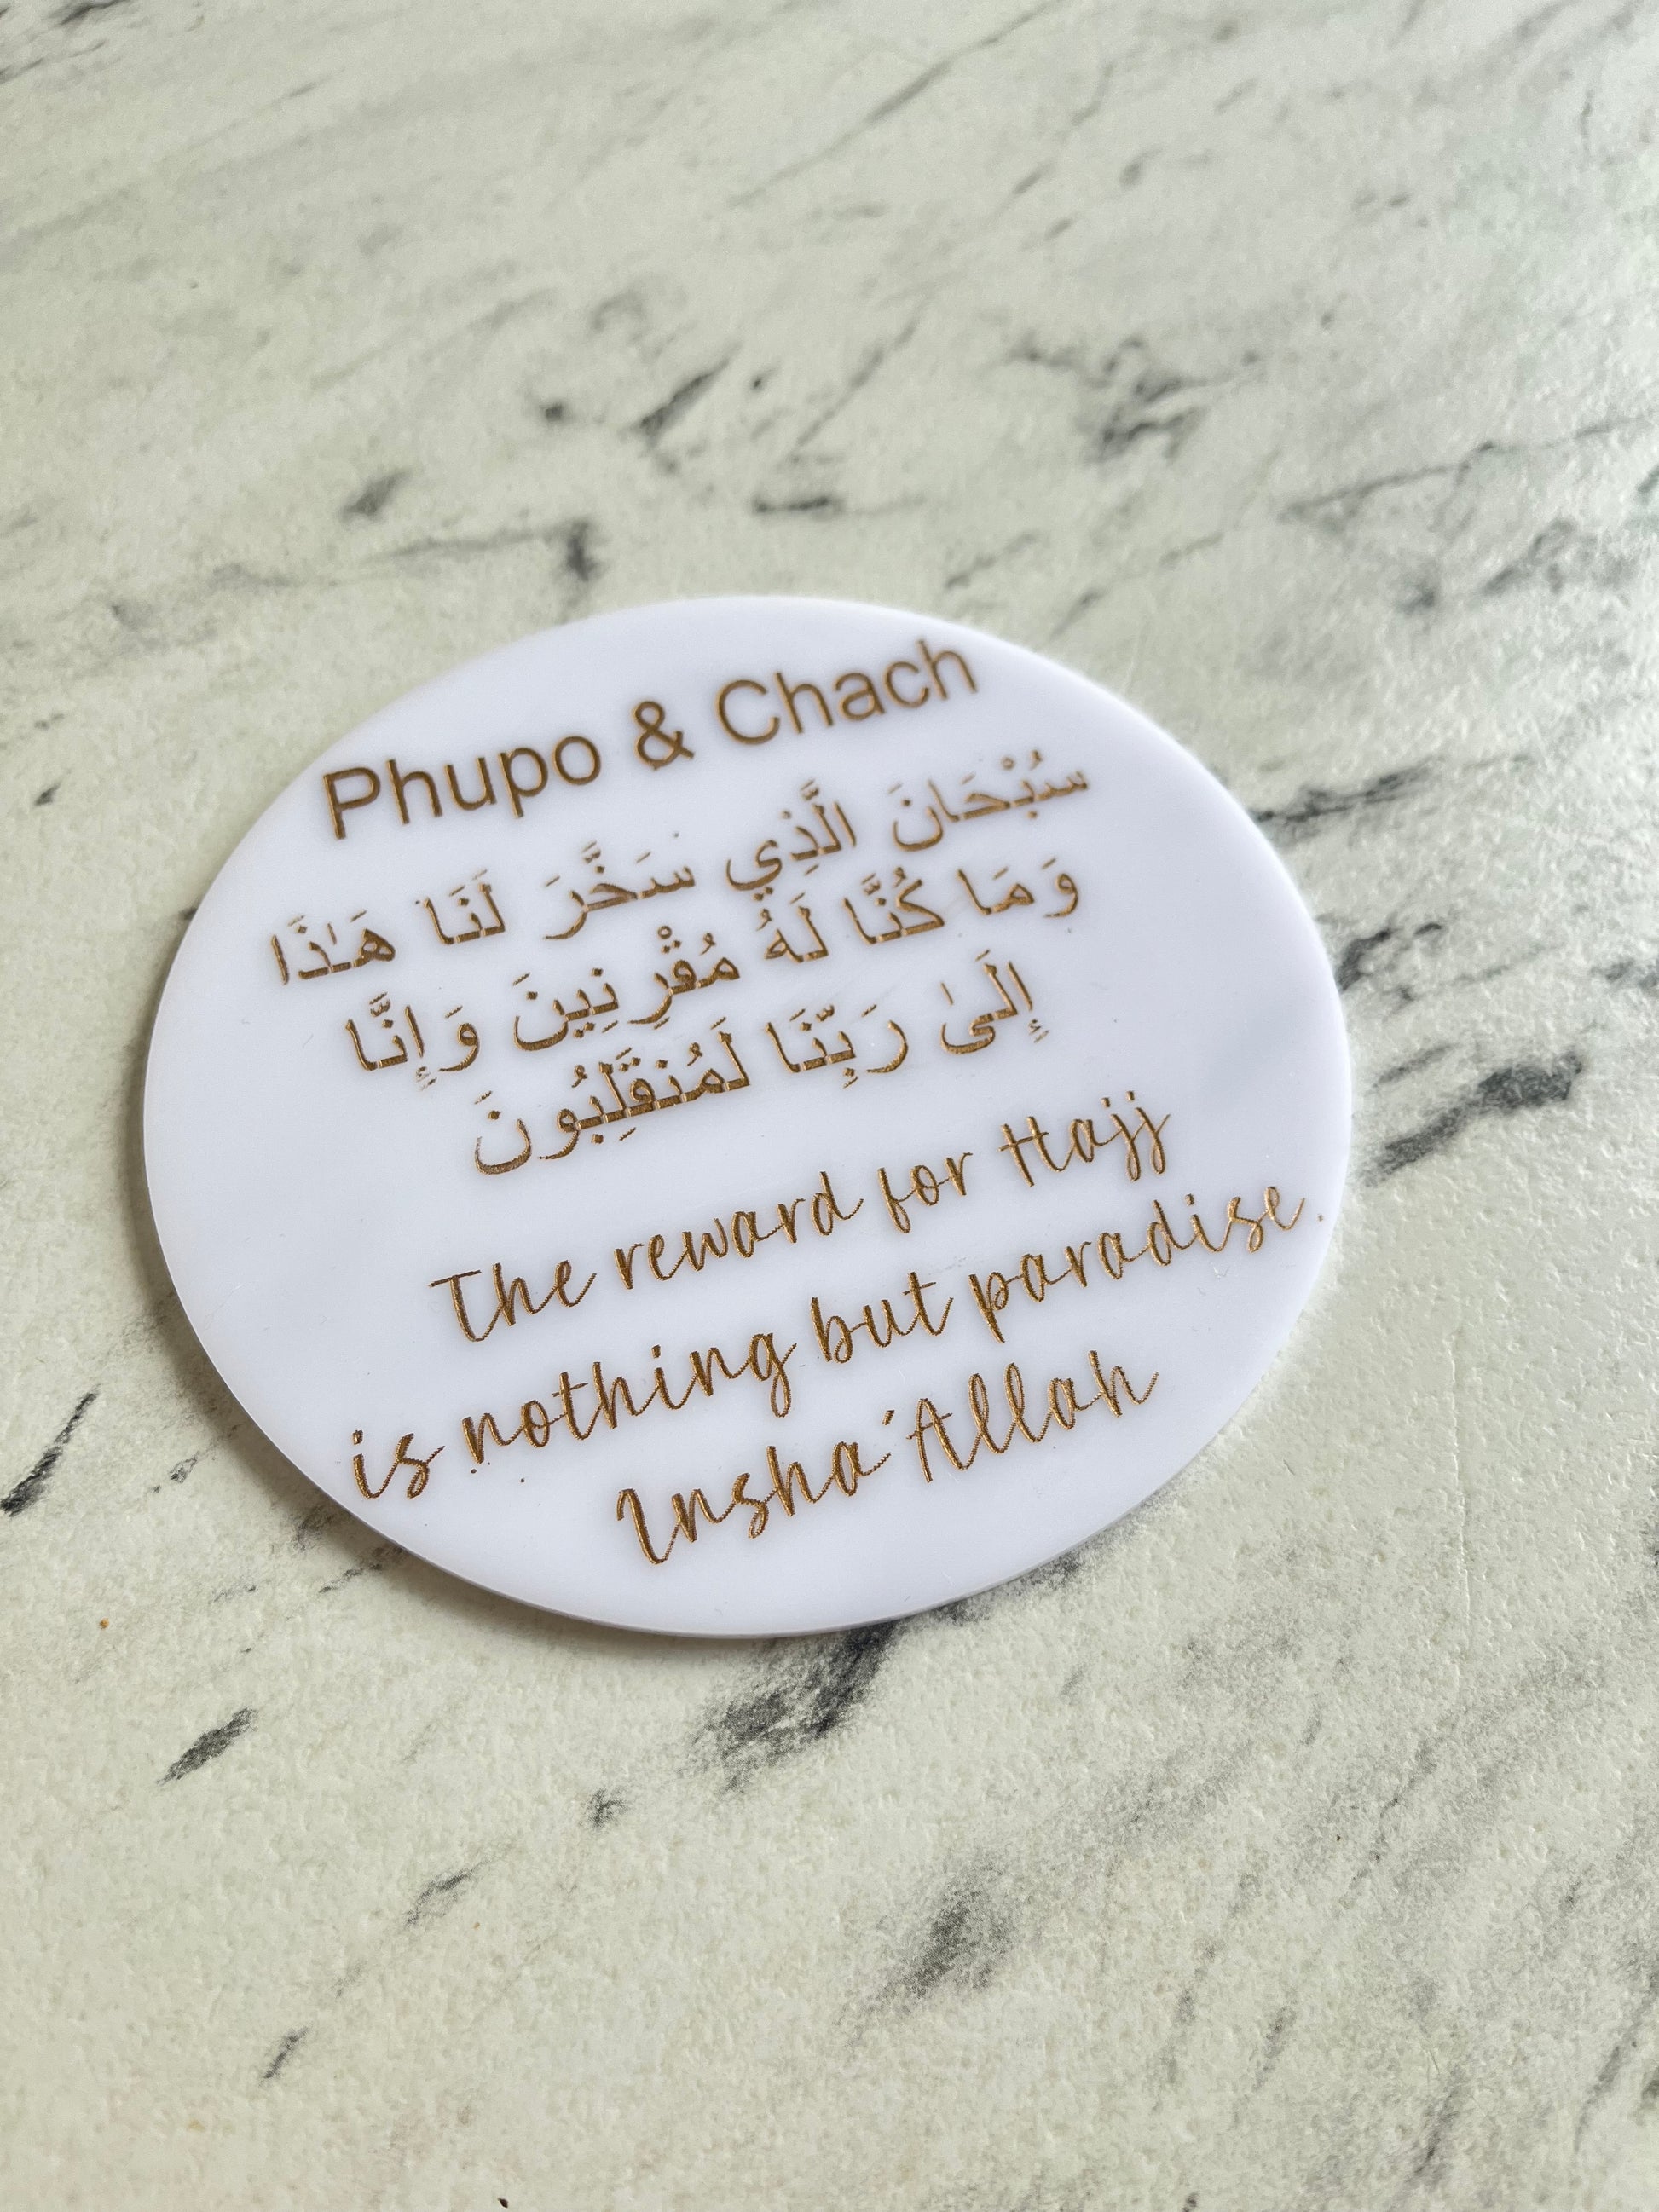 Phupo & Chach
سُبْحَانَ الَّذِي سَخَّرَ لَنَا هَـٰذَا
وَمَا كُنَّا لَهُ مُقْرِنِينَ وَإِنَّا
إِلَىٰ رَبِّنَا لَمُنقَلِبُونَ
The reward for Hajj
is nothing but paradise.
Insha'Allah